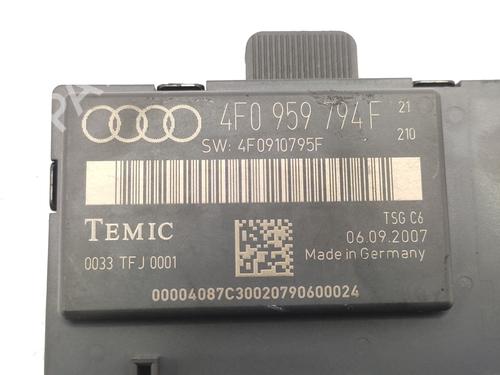 4F0 959 794F 21
SW: 4F0910795F 210
TEMIC
TSG C6
0033 TFJ 0001
06.09.2007
Made in Germany
00004087C30020790600024